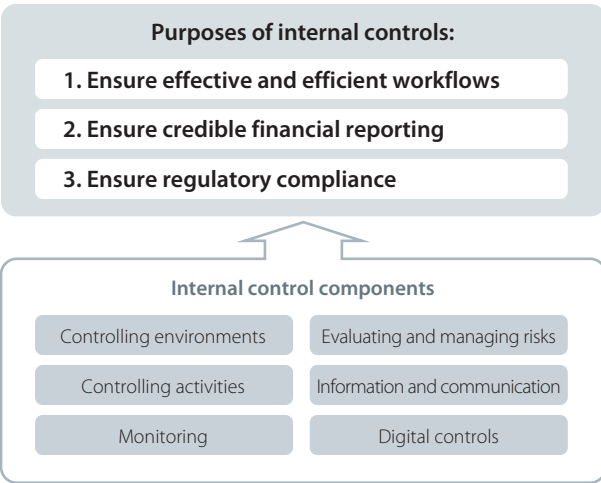 Purposes of internal controls:
1. Ensure effective and efficient workflows
2. Ensure credible financial reporting
3. Ensure regulatory compliance
Internal control components
Controlling environments
Evaluating and managing risks
Controlling activities
Information and communication
Monitoring
Digital controls